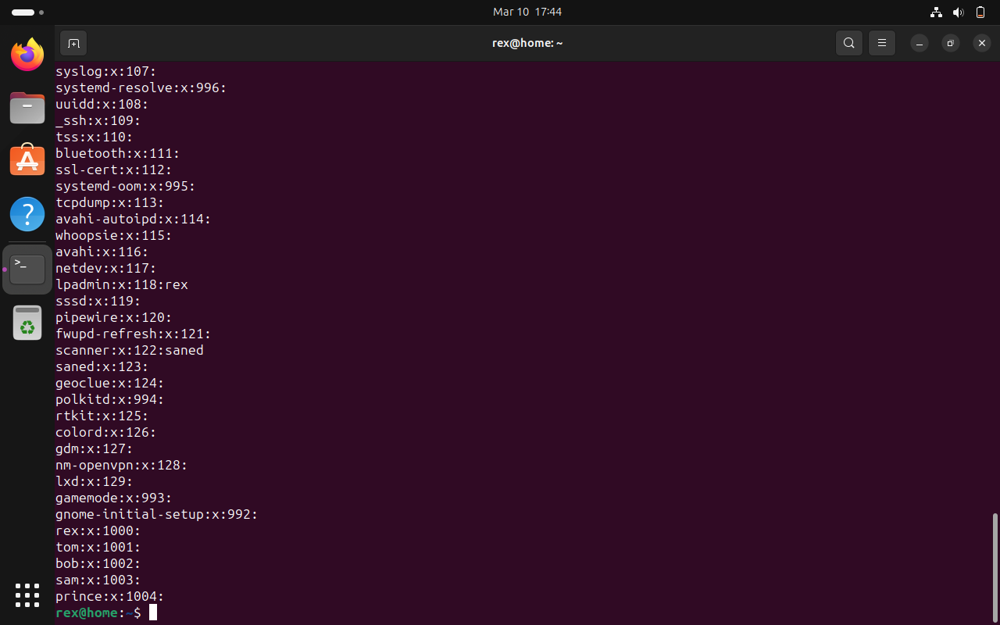 Mar 10 17:44
rex@home: ~
syslog:x:107:
systemd-resolve:x:996:
uuidd:x:108:
_ssh:x:109:
tss:x:110:
bluetooth:x:111:
ssl-cert:x:112:
systemd-oom:x:995:
tcpdump:x:113:
avahi-autoipd:x:114:
whoopsie:x:115:
avahi:x:116:
netdev:x:117:
lpadmin:x:118:rex
sssd:x:119:
pipewire:x:120:
fwupd-refresh:x:121:
scanner:x:122:saned
saned:x:123:
geoclue:x:124:
polkitd:x:994:
rtkit:x:125:
colord:x:126:
gdm:x:127:
nm-openvpn:x:128:
lxd:x:129:
gamemode:x:993:
gnome-initial-setup:x:992:
rex:x:1000:
tom:x:1001:
bob:x:1002:
sam:x:1003:
prince:x:1004:
rex@home:~$